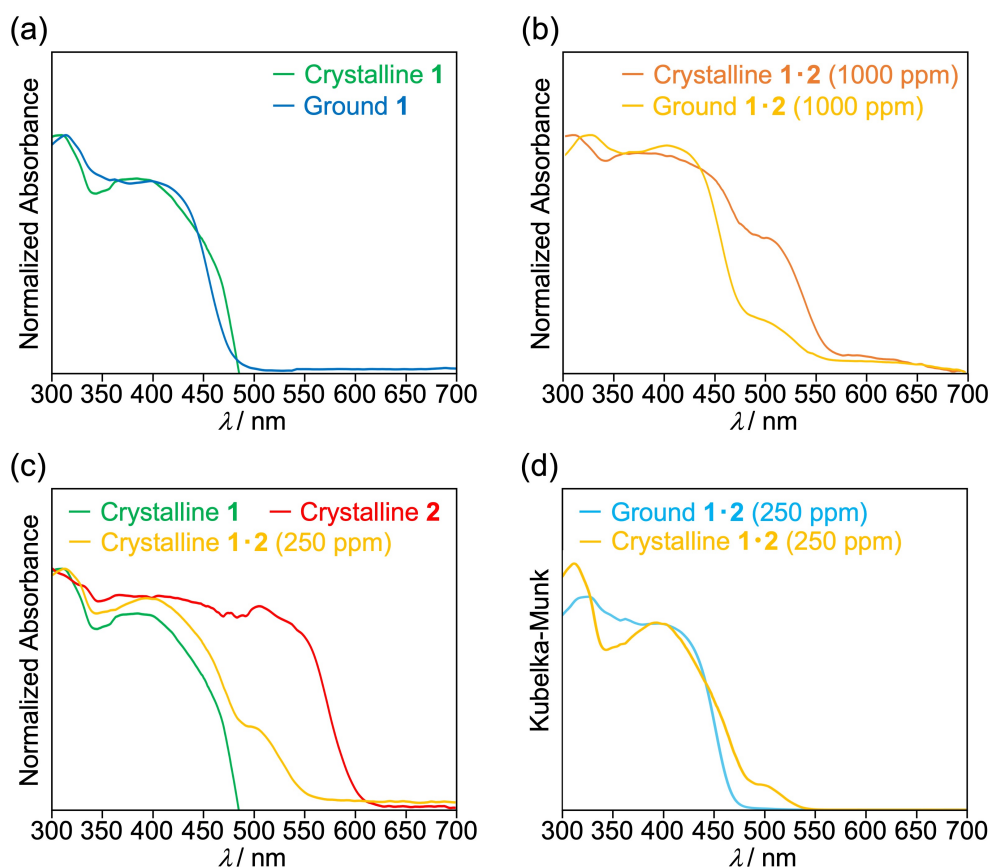 (a)
Normalized Absorbance
Crystalline 1
Ground 1
300 350 400 450 500 550 600 650 700
λ / nm
(b)
Normalized Absorbance
Crystalline 1·2 (1000 ppm)
Ground 1·2 (1000 ppm)
300 350 400 450 500 550 600 650 700
λ / nm
(c)
Normalized Absorbance
Crystalline 1 Crystalline 2
Crystalline 1·2 (250 ppm)
300 350 400 450 500 550 600 650 700
λ / nm
(d)
Kubelka-Munk
Ground 1·2 (250 ppm)
Crystalline 1·2 (250 ppm)
300 350 400 450 500 550 600 650 700
λ / nm